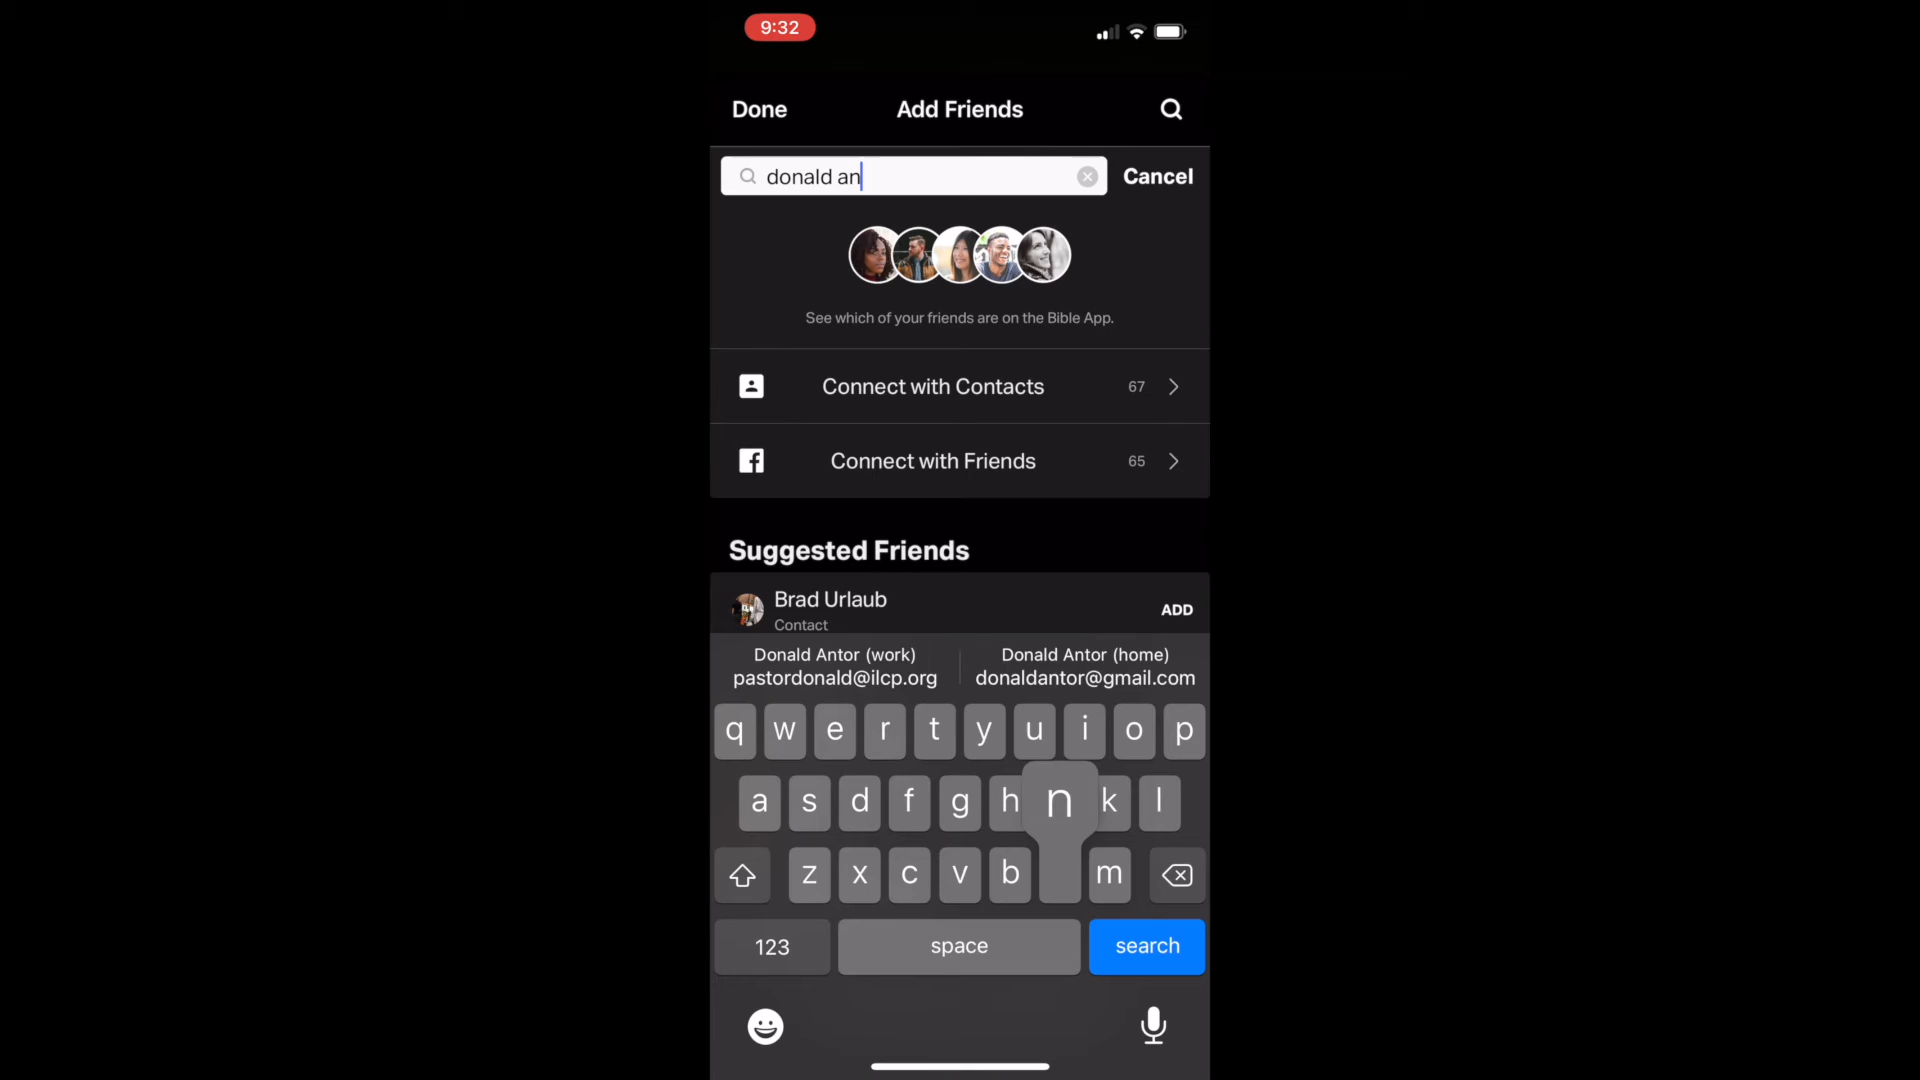 9:32
Done
Add Friends
donald an
Cancel
See which of your friends are on the Bible App.
Connect with Contacts
67
Connect with Friends
65
Suggested Friends
Brad Urlaub
ADD
Contact
Donald Antor (work)
pastordonald@ilcp.org
Donald Antor (home)
donaldantor@gmail.com
q w e r t y u i o p
a s d f g h n k l
z x c v b m
123 space search